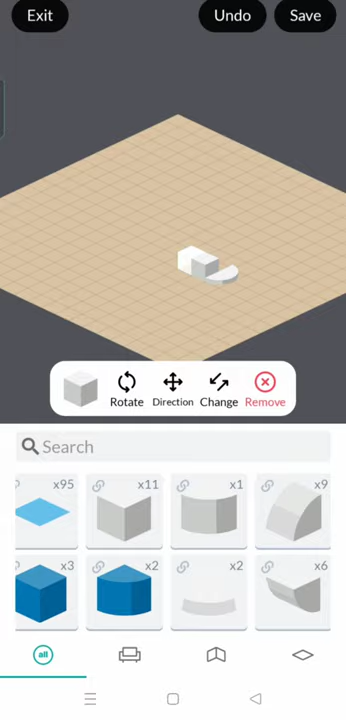 Exit
Undo
Save
Rotate
Direction
Change
Remove
Search
x95
x11
x1
x9
x3
x2
x2
x6
all